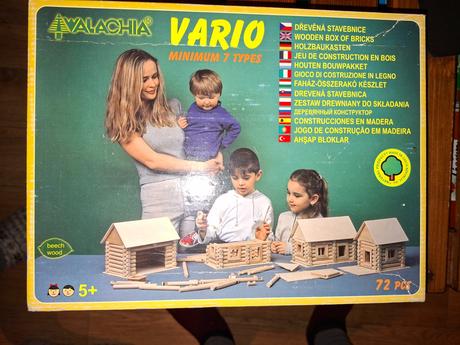 WALACHIA®
VARIO
MINIMUM 7 TYPES
DŘEVĚNÁ STAVEBNICE
WOODEN BOX OF BRICKS
HOLZBAUKASTEN
JEU DE CONSTRUCTION EN BOIS
HOUTEN BOUWPAKKET
GIOCO DI COSTRUZIONE IN LEGNO
FAHÁZ-ÖSSZERAKÓ KÉSZLET
DREVENÁ STAVEBNICA
ZESTAW DREWNIANY DO SKŁADANIA
ДЕРЕВЯННЫЙ КОНСТРУКТОР
CONSTRUCCIONES EN MADERA
JOGO DE CONSTRUÇÃO EM MADEIRA
AHŞAP BLOKLAR
beech
wood
5+
72 PCS